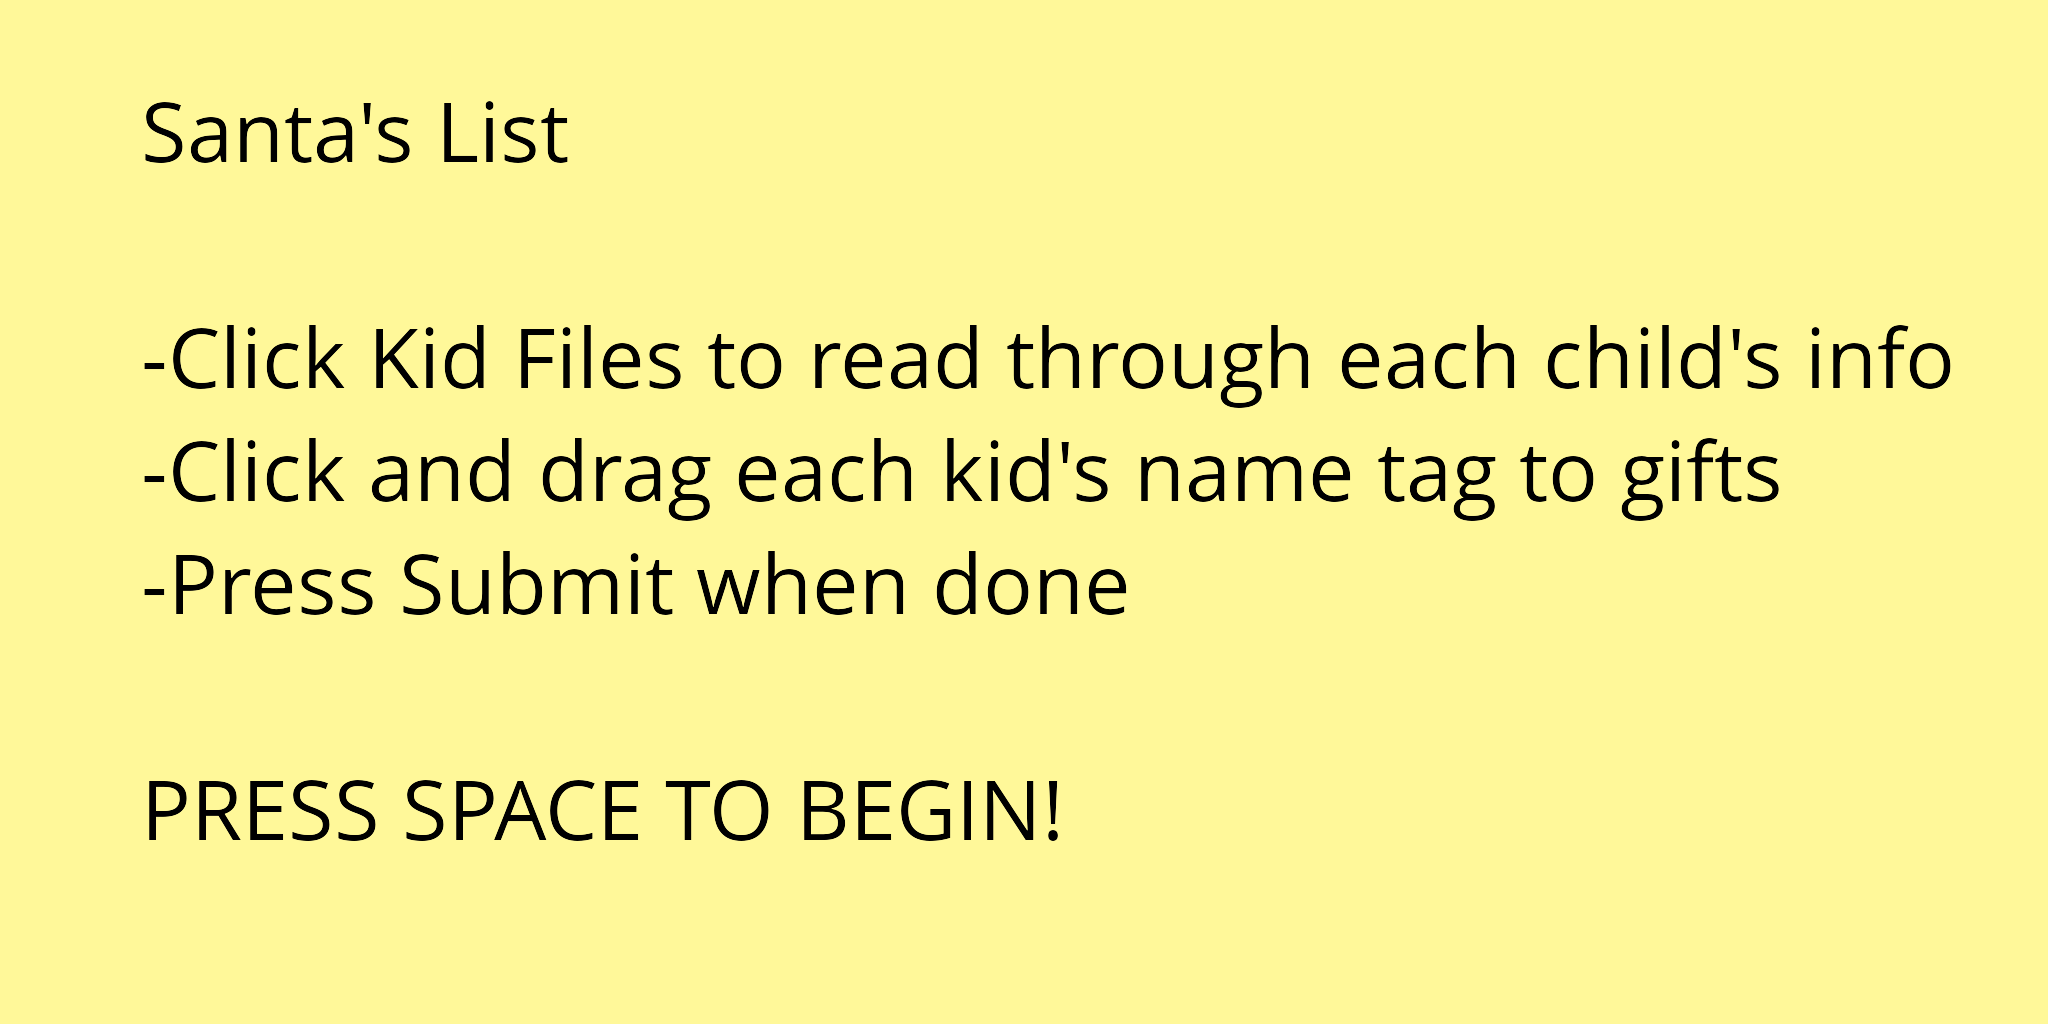 Santa's List
-Click Kid Files to read through each child's info
-Click and drag each kid's name tag to gifts
-Press Submit when done
PRESS SPACE TO BEGIN!